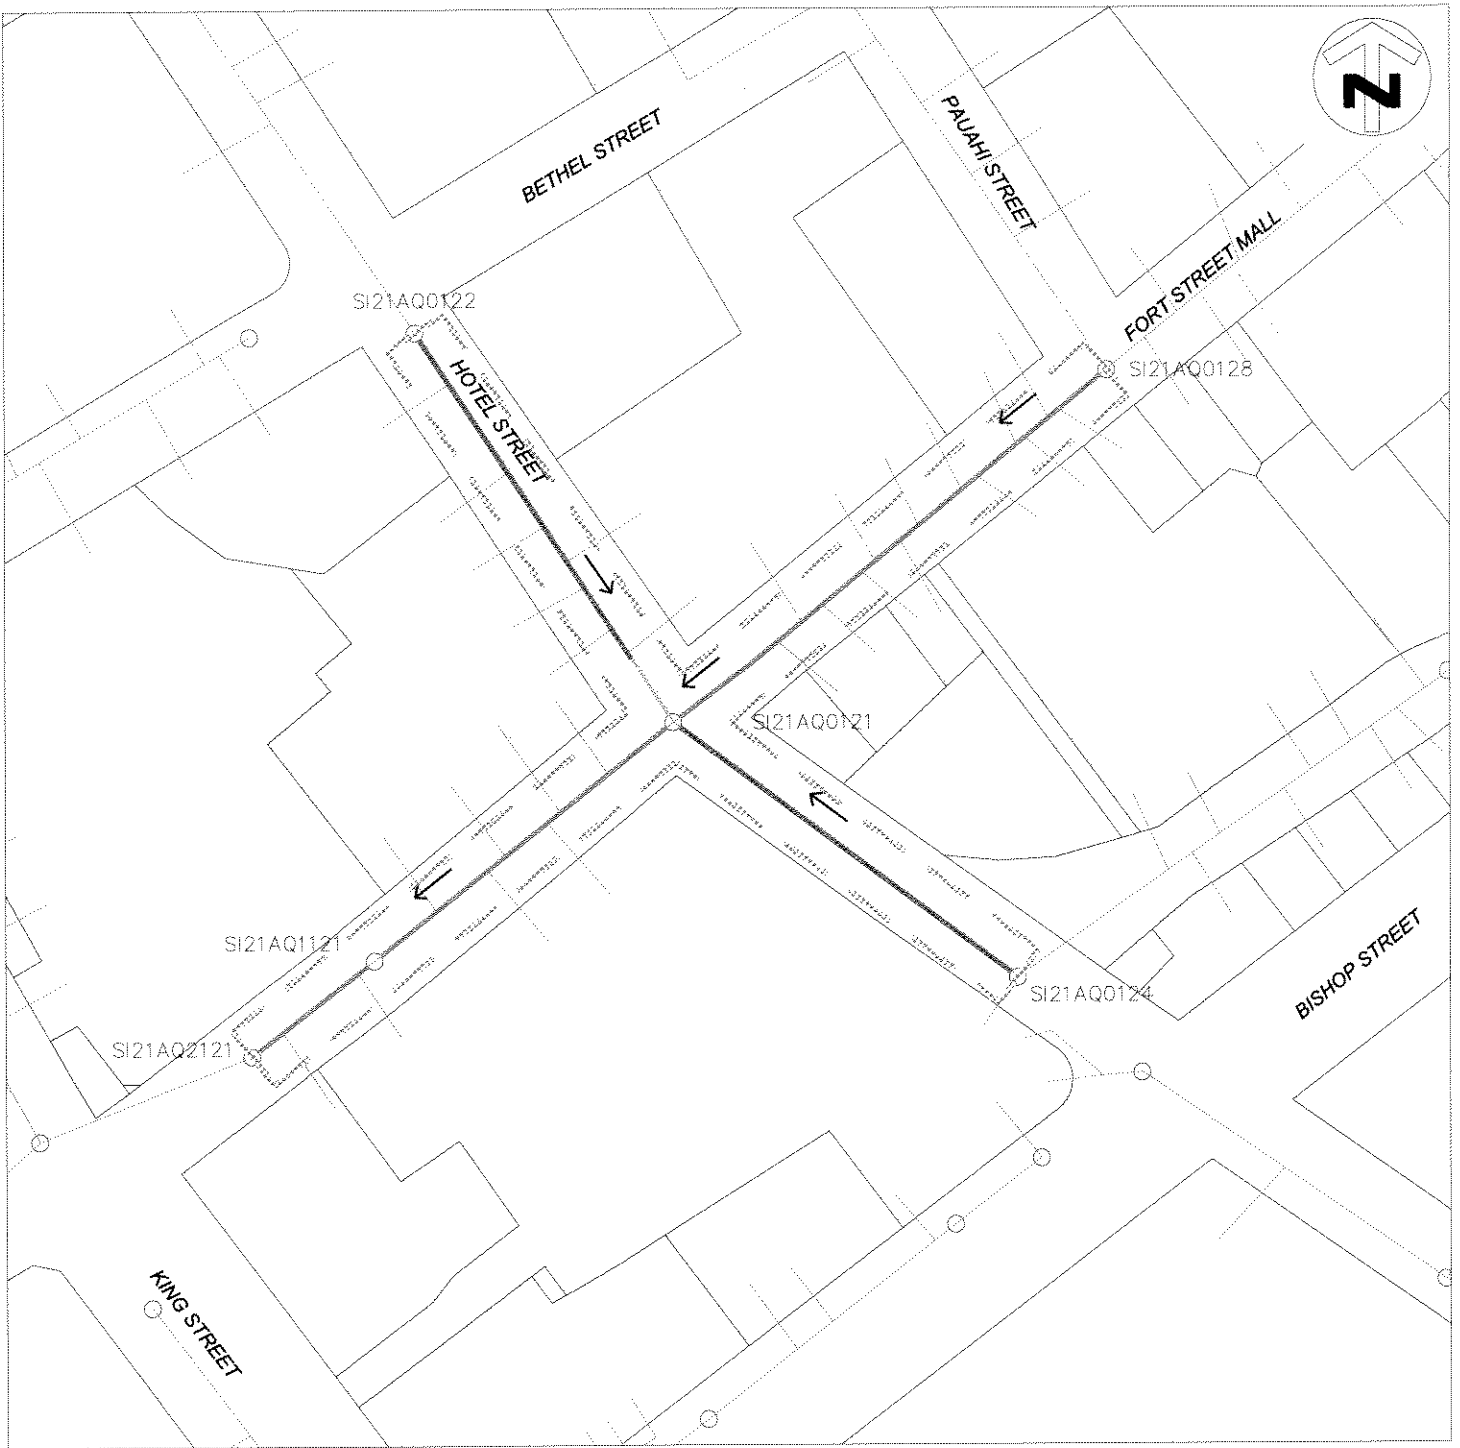 N
BETHEL STREET
PAUAHI STREET
FORT STREET MALL
SI21AQ0122
HOTEL STREET
SI21AQ0128
SI21AQ0121
SI21AQ1121
SI21AQ0124
BISHOP STREET
SI21AQ2121
KING STREET